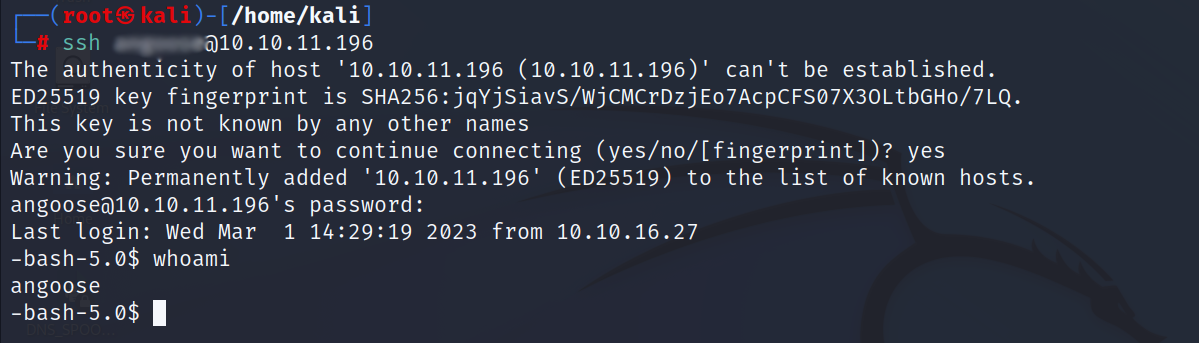 ┌──(root㉿kali)-[/home/kali]
└─# ssh @10.10.11.196
The authenticity of host '10.10.11.196 (10.10.11.196)' can't be established.
ED25519 key fingerprint is SHA256:jqYjSiavS/WjCMCrDzjEo7AcpCFS07X3OLtbGHo/7LQ.
This key is not known by any other names
Are you sure you want to continue connecting (yes/no/[fingerprint])? yes
Warning: Permanently added '10.10.11.196' (ED25519) to the list of known hosts.
angoose@10.10.11.196's password:
Last login: Wed Mar  1 14:29:19 2023 from 10.10.16.27
-bash-5.0$ whoami
angoose
-bash-5.0$